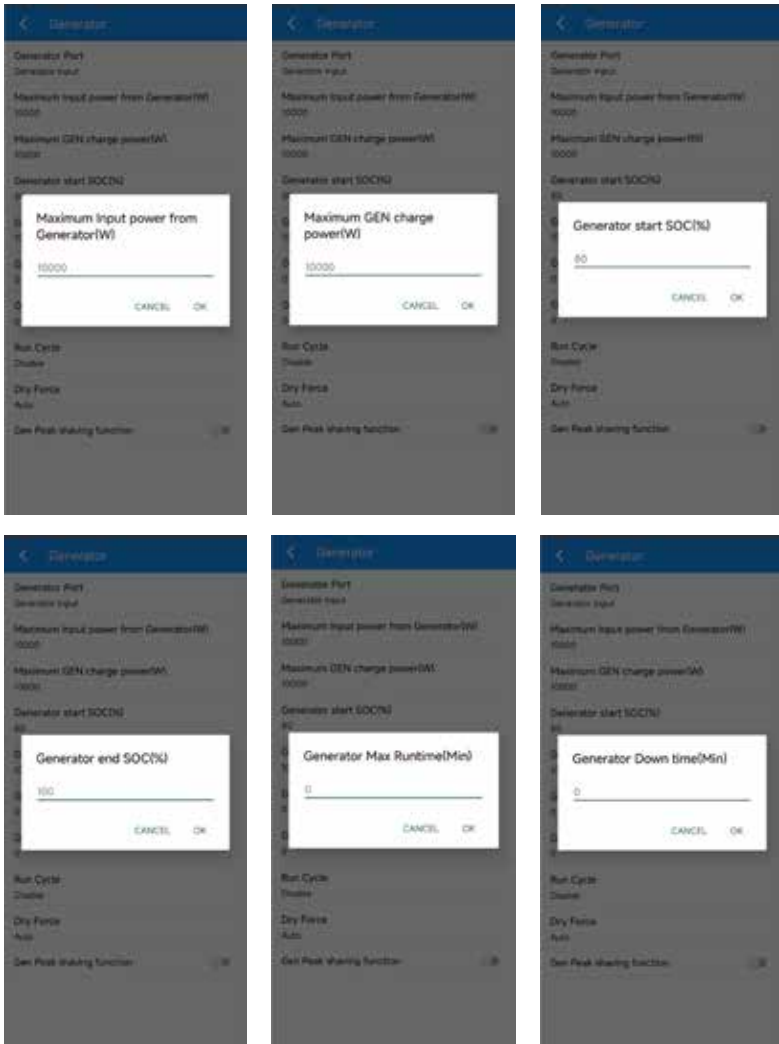 Generator
Generator Port
Generator Input
Maximum Input power from Generator(W)
10000
Maximum GEN charge power(W)
10000
Generator start SOC(%)
Maximum Input power from
Generator(W)
10000
CANCEL OK
Run Cycle
Disable
Dry Force
Auto
Gen Peak shaving function
Generator
Generator Port
Generator Input
Maximum Input power from Generator(W)
10000
Maximum GEN charge power(W)
10000
Generator start SOC(%)
Maximum GEN charge
power(W)
10000
CANCEL OK
Run Cycle
Disable
Dry Force
Auto
Gen Peak shaving function
Generator
Generator Port
Generator Input
Maximum Input power from Generator(W)
10000
Maximum GEN charge power(W)
10000
Generator start SOC(%)
80
Generator start SOC(%)
80
CANCEL OK
Run Cycle
Disable
Dry Force
Auto
Gen Peak shaving function
Generator
Generator Port
Generator Input
Maximum Input power from Generator(W)
10000
Maximum GEN charge power(W)
10000
Generator start SOC(%)
80
Generator end SOC(%)
100
CANCEL OK
Run Cycle
Disable
Dry Force
Auto
Gen Peak shaving function
Generator
Generator Port
Generator Input
Maximum Input power from Generator(W)
10000
Maximum GEN charge power(W)
10000
Generator start SOC(%)
80
Generator Max Runtime(Min)
0
CANCEL OK
Run Cycle
Disable
Dry Force
Auto
Gen Peak shaving function
Generator
Generator Port
Generator Input
Maximum Input power from Generator(W)
10000
Maximum GEN charge power(W)
10000
Generator start SOC(%)
80
Generator Down time(Min)
0
CANCEL OK
Run Cycle
Disable
Dry Force
Auto
Gen Peak shaving function